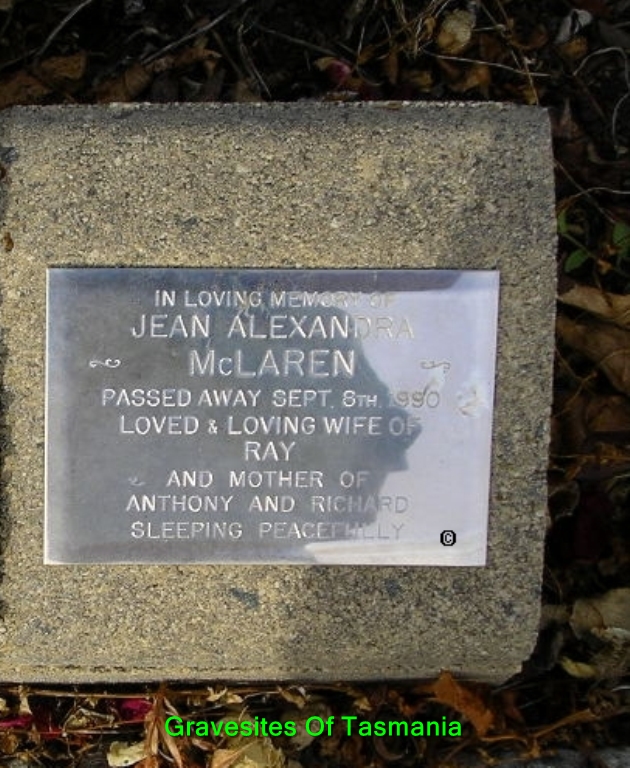 IN LOVING MEMORY OF
JEAN ALEXANDRA
McLAREN
PASSED AWAY SEPT. 8TH. 1990
LOVED & LOVING WIFE OF
RAY
AND MOTHER OF
ANTHONY AND RICHARD
SLEEPING PEACEFULLY
©
Gravesites Of Tasmania